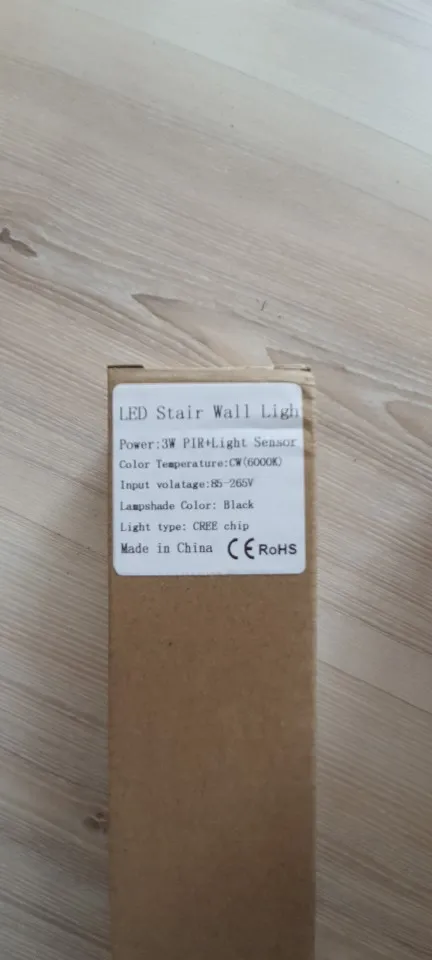 LED Stair Wall Ligh
Power:3W PIR+Light Sensor
Color Temperature:CW(6000K)
Input volatage:85-265V
Lampshade Color: Black
Light type: CREE chip
Made in China CE RoHS